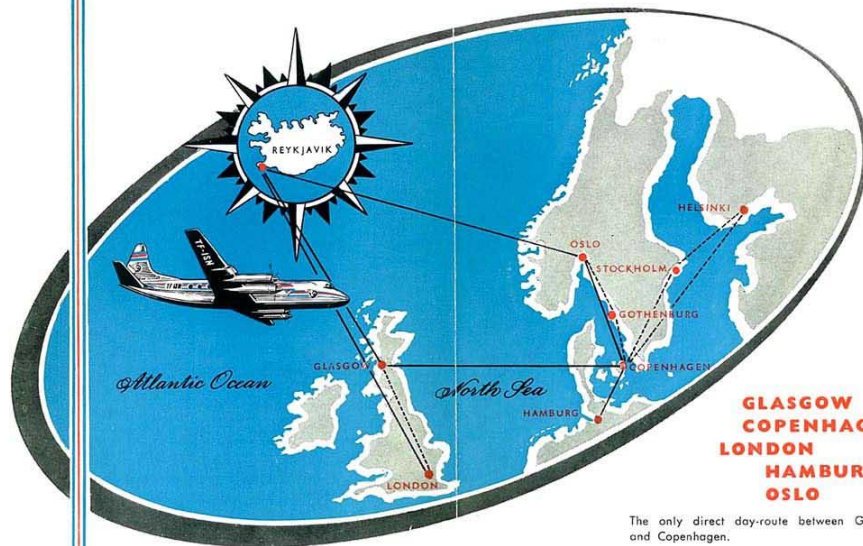 REYKJAVIK
HELSINKI
OSLO
STOCKHOLM
TF-ISN
GOTHENBURG
GLASGOW
COPENHAGEN
Atlantic Ocean
North Sea
HAMBURG
LONDON
GLASGOW
COPENHAG
LONDON
HAMBUR
OSLO
The only direct day-route between G
and Copenhagen.